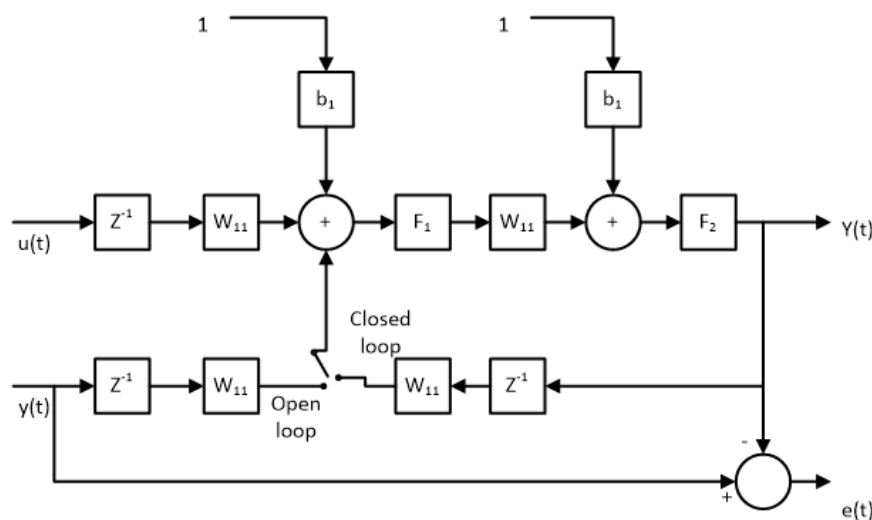 1
1
b₁
b₁
u(t)
Z⁻¹
W₁₁
+
F₁
W₁₁
+
F₂
Y(t)
Closed
loop
y(t)
Z⁻¹
W₁₁
Open
loop
W₁₁
Z⁻¹
-
+
e(t)